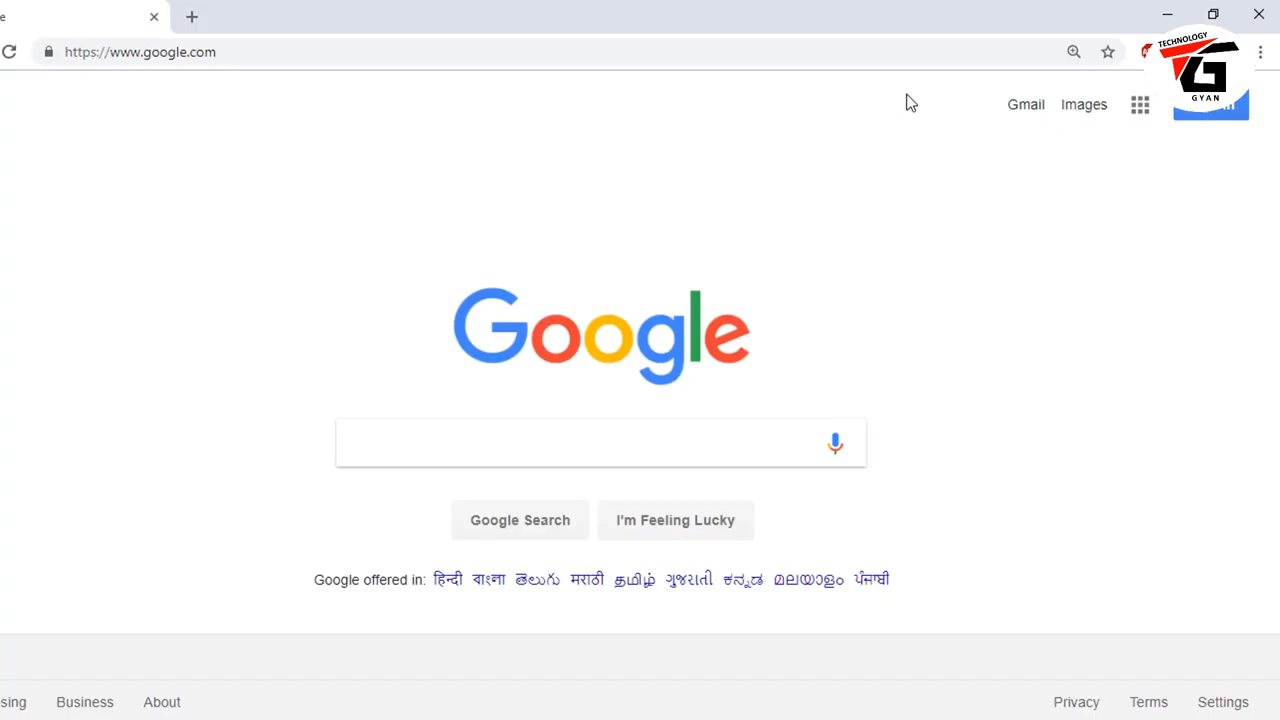 https://www.google.com
TECHNOLOGY
TG
GYAN
Gmail Images
Google
Google Search I'm Feeling Lucky
Google offered in: हिन्दी বাংলা తెలుగు मराठी தமிழ் ગુજરાતી ಕನ್ನಡ മലയാളം ਪੰਜਾਬੀ
Business About Privacy Terms Settings